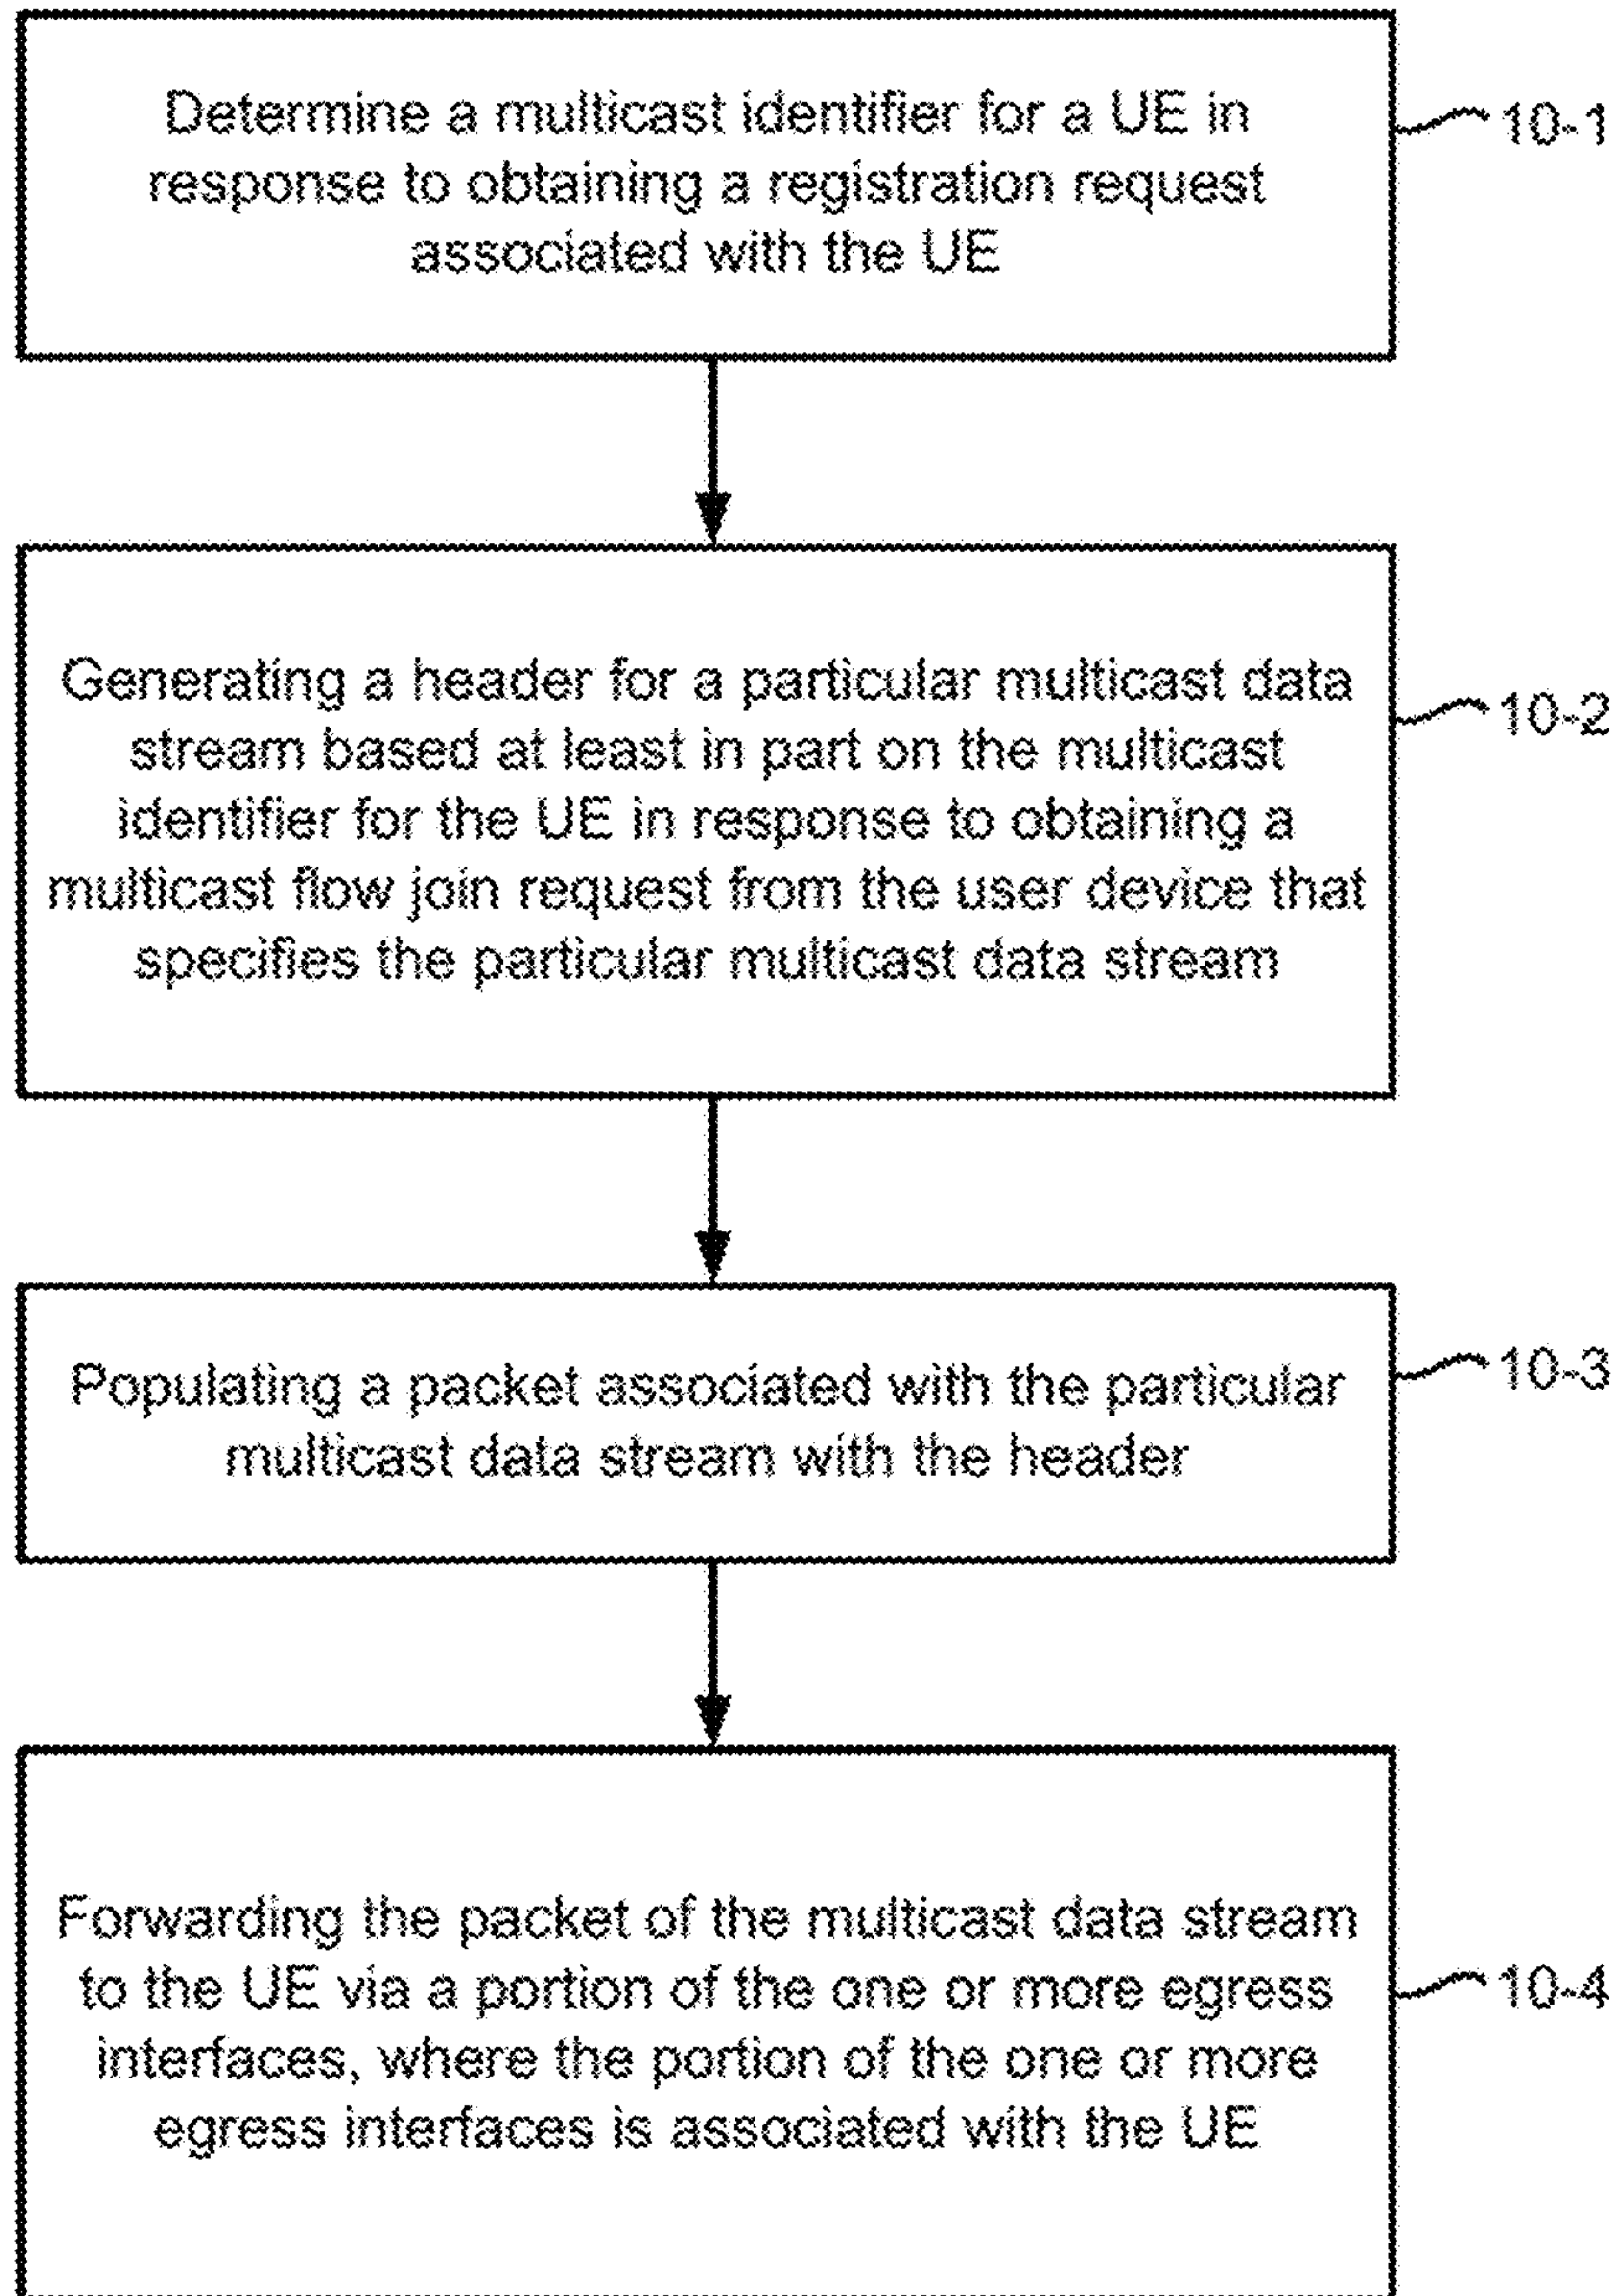 Determine a multicast identifier for a UE in
response to obtaining a registration request
associated with the UE
10-1
Generating a header for a particular multicast data
stream based at least in part on the multicast
identifier for the UE in response to obtaining a
multicast flow join request from the user device that
specifies the particular multicast data stream
10-2
Populating a packet associated with the particular
multicast data stream with the header
10-3
Forwarding the packet of the multicast data stream
to the UE via a portion of the one or more egress
interfaces, where the portion of the one or more
egress interfaces is associated with the UE
10-4